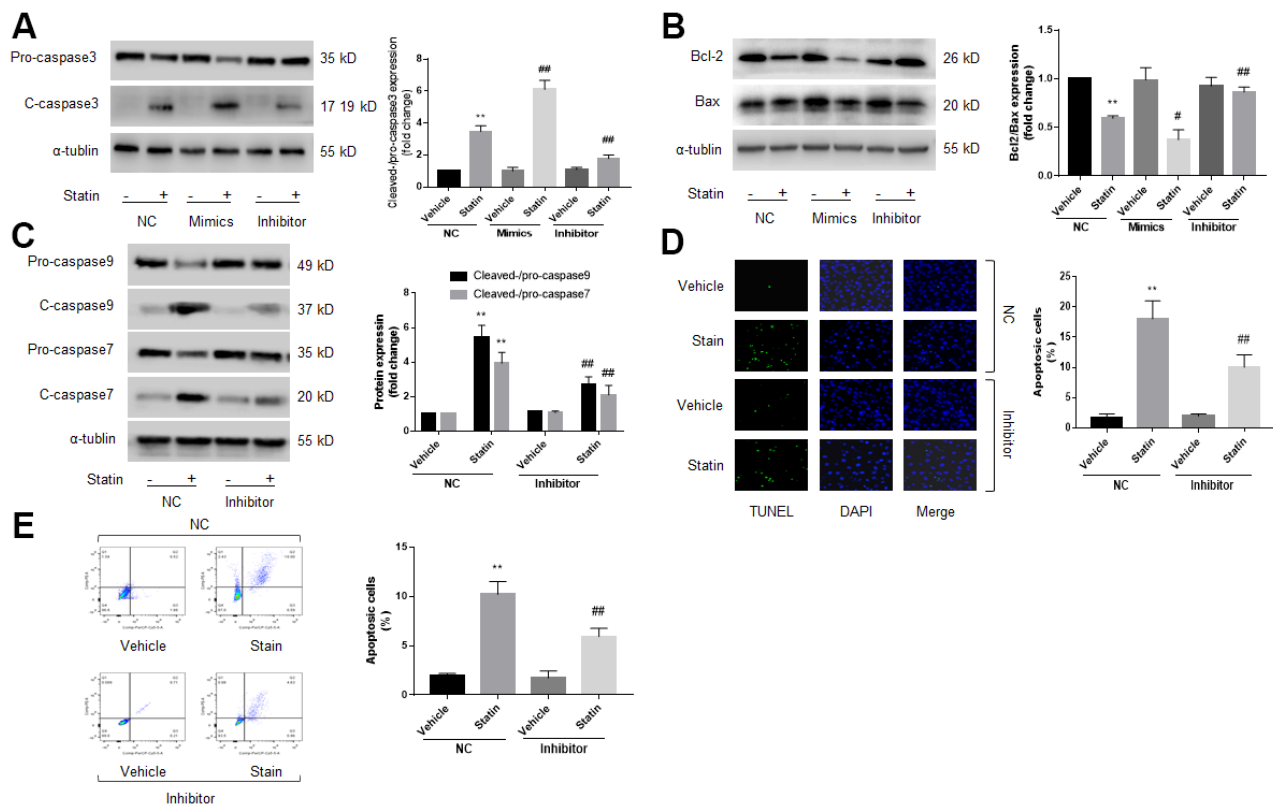 A
Pro-caspase3
35 kD
C-caspase3
17 19 kD
α-tublin
55 kD
Statin - + - + - +
NC Mimics Inhibitor
Cleaved-/pro-caspase3 expression
(fold change)
8
6
4
2
0
**
##
##
Vehicle Statin Vehicle Statin Vehicle Statin
NC Mimics Inhibitor
B
Bcl-2
26 kD
Bax
20 kD
α-tublin
55 kD
Statin - + - + - +
NC Mimics Inhibitor
Bcl2/Bax expression
(fold change)
1.5
1.0
0.5
0.0
**
#
##
Vehicle Statin Vehicle Statin Vehicle Statin
NC Mimics Inhibitor
C
Pro-caspase9
49 kD
C-caspase9
37 kD
Pro-caspase7
35 kD
C-caspase7
20 kD
α-tublin
55 kD
Statin - + - +
NC Inhibitor
Cleaved-/pro-caspase9
Cleaved-/pro-caspase7
Protein expressin
(fold change)
10
8
6
4
2
0
**
**
##
##
Vehicle Statin Vehicle Statin
NC Inhibitor
D
Vehicle
Stain
NC
Vehicle
Statin
Inhibitor
TUNEL DAPI Merge
Apoptosic cells
(%)
25
20
15
10
5
0
**
##
Vehicle Statin Vehicle Statin
NC Inhibitor
E
NC
Vehicle Stain
Vehicle Stain
Inhibitor
Apoptosic cells
(%)
15
10
5
0
**
##
Vehicle Statin Vehicle Statin
NC Inhibitor